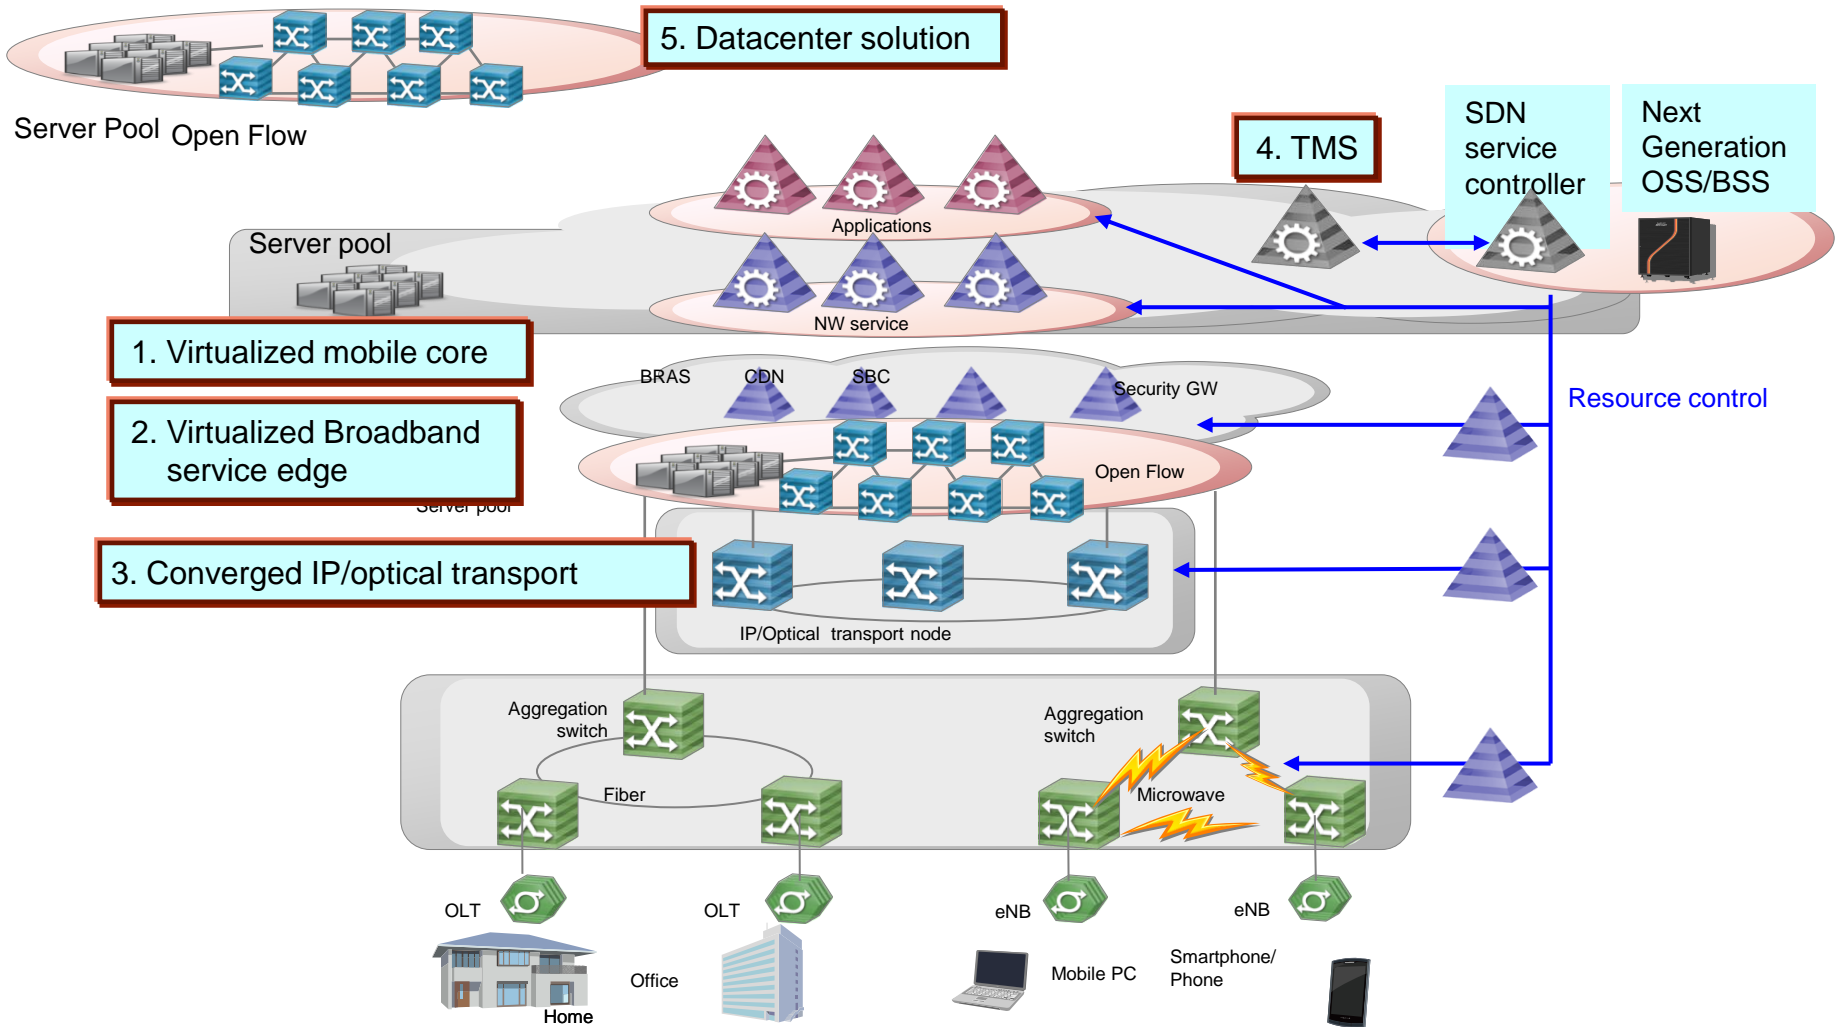 5. Datacenter solution
Server Pool
Open Flow
4. TMS
SDN
service
controller
Next
Generation
OSS/BSS
Applications
Server pool
NW service
1. Virtualized mobile core
BRAS
CDN
SBC
Security GW
Resource control
2. Virtualized Broadband
service edge
Open Flow
Server pool
3. Converged IP/optical transport
IP/Optical transport node
Aggregation
switch
Aggregation
switch
Fiber
Microwave
OLT
OLT
eNB
eNB
Home
Office
Mobile PC
Smartphone/
Phone